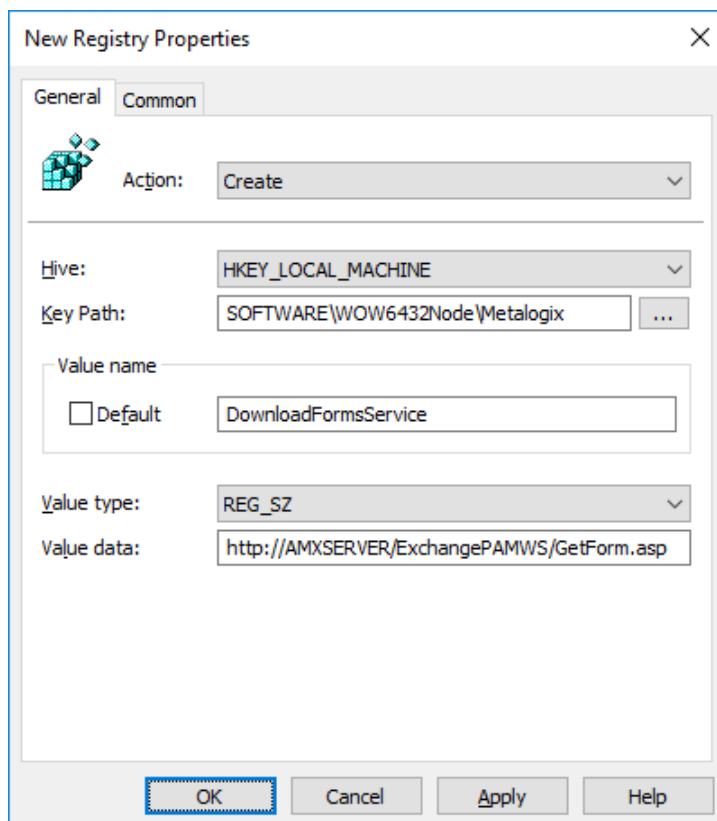 New Registry Properties
General Common
Action: Create
Hive: HKEY_LOCAL_MACHINE
Key Path: SOFTWARE\WOW6432Node\Metalogix ...
Value name
Default DownloadFormsService
Value type: REG_SZ
Value data: http://AMXSERVER/ExchangePAMWS/GetForm.asp
OK Cancel Apply Help